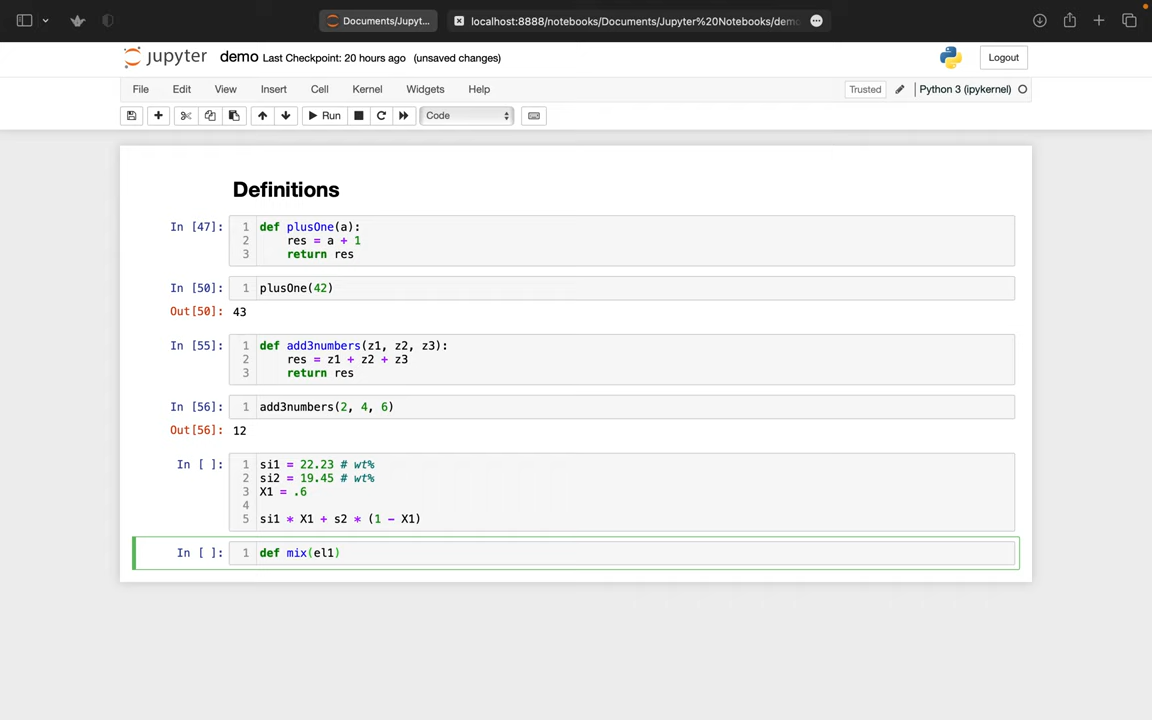 Documents/Jupyt...
localhost:8888/notebooks/Documents/Jupyter%20Notebooks/demo
jupyter demo Last Checkpoint: 20 hours ago (unsaved changes)
Logout
File Edit View Insert Cell Kernel Widgets Help
Trusted Python 3 (ipykernel)
Run Code
Definitions
In [47]: 1 def plusOne(a):
2 res = a + 1
3 return res
In [50]: 1 plusOne(42)
Out[50]: 43
In [55]: 1 def add3numbers(z1, z2, z3):
2 res = z1 + z2 + z3
3 return res
In [56]: 1 add3numbers(2, 4, 6)
Out[56]: 12
In [ ]: 1 si1 = 22.23 # wt%
2 si2 = 19.45 # wt%
3 X1 = .6
4
5 si1 * X1 + s2 * (1 - X1)
In [ ]: 1 def mix(el1)